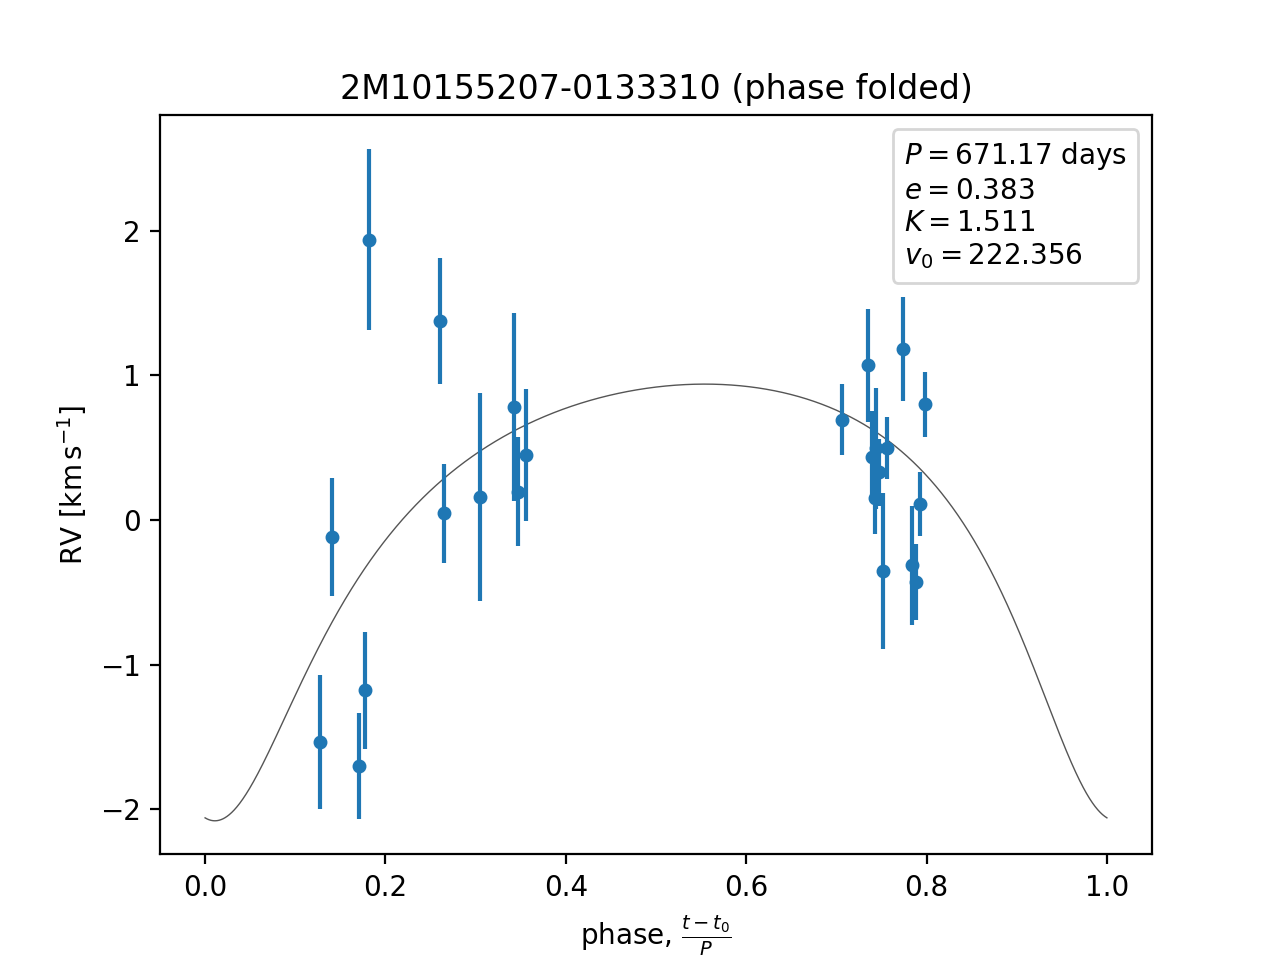 2M10155207-0133310 (phase folded)
P = 671.17 days
e = 0.383
K = 1.511
v₀ = 222.356
RV [km s⁻¹]
2
1
0
−1
−2
0.0 0.2 0.4 0.6 0.8 1.0
phase, (t − t₀)/P